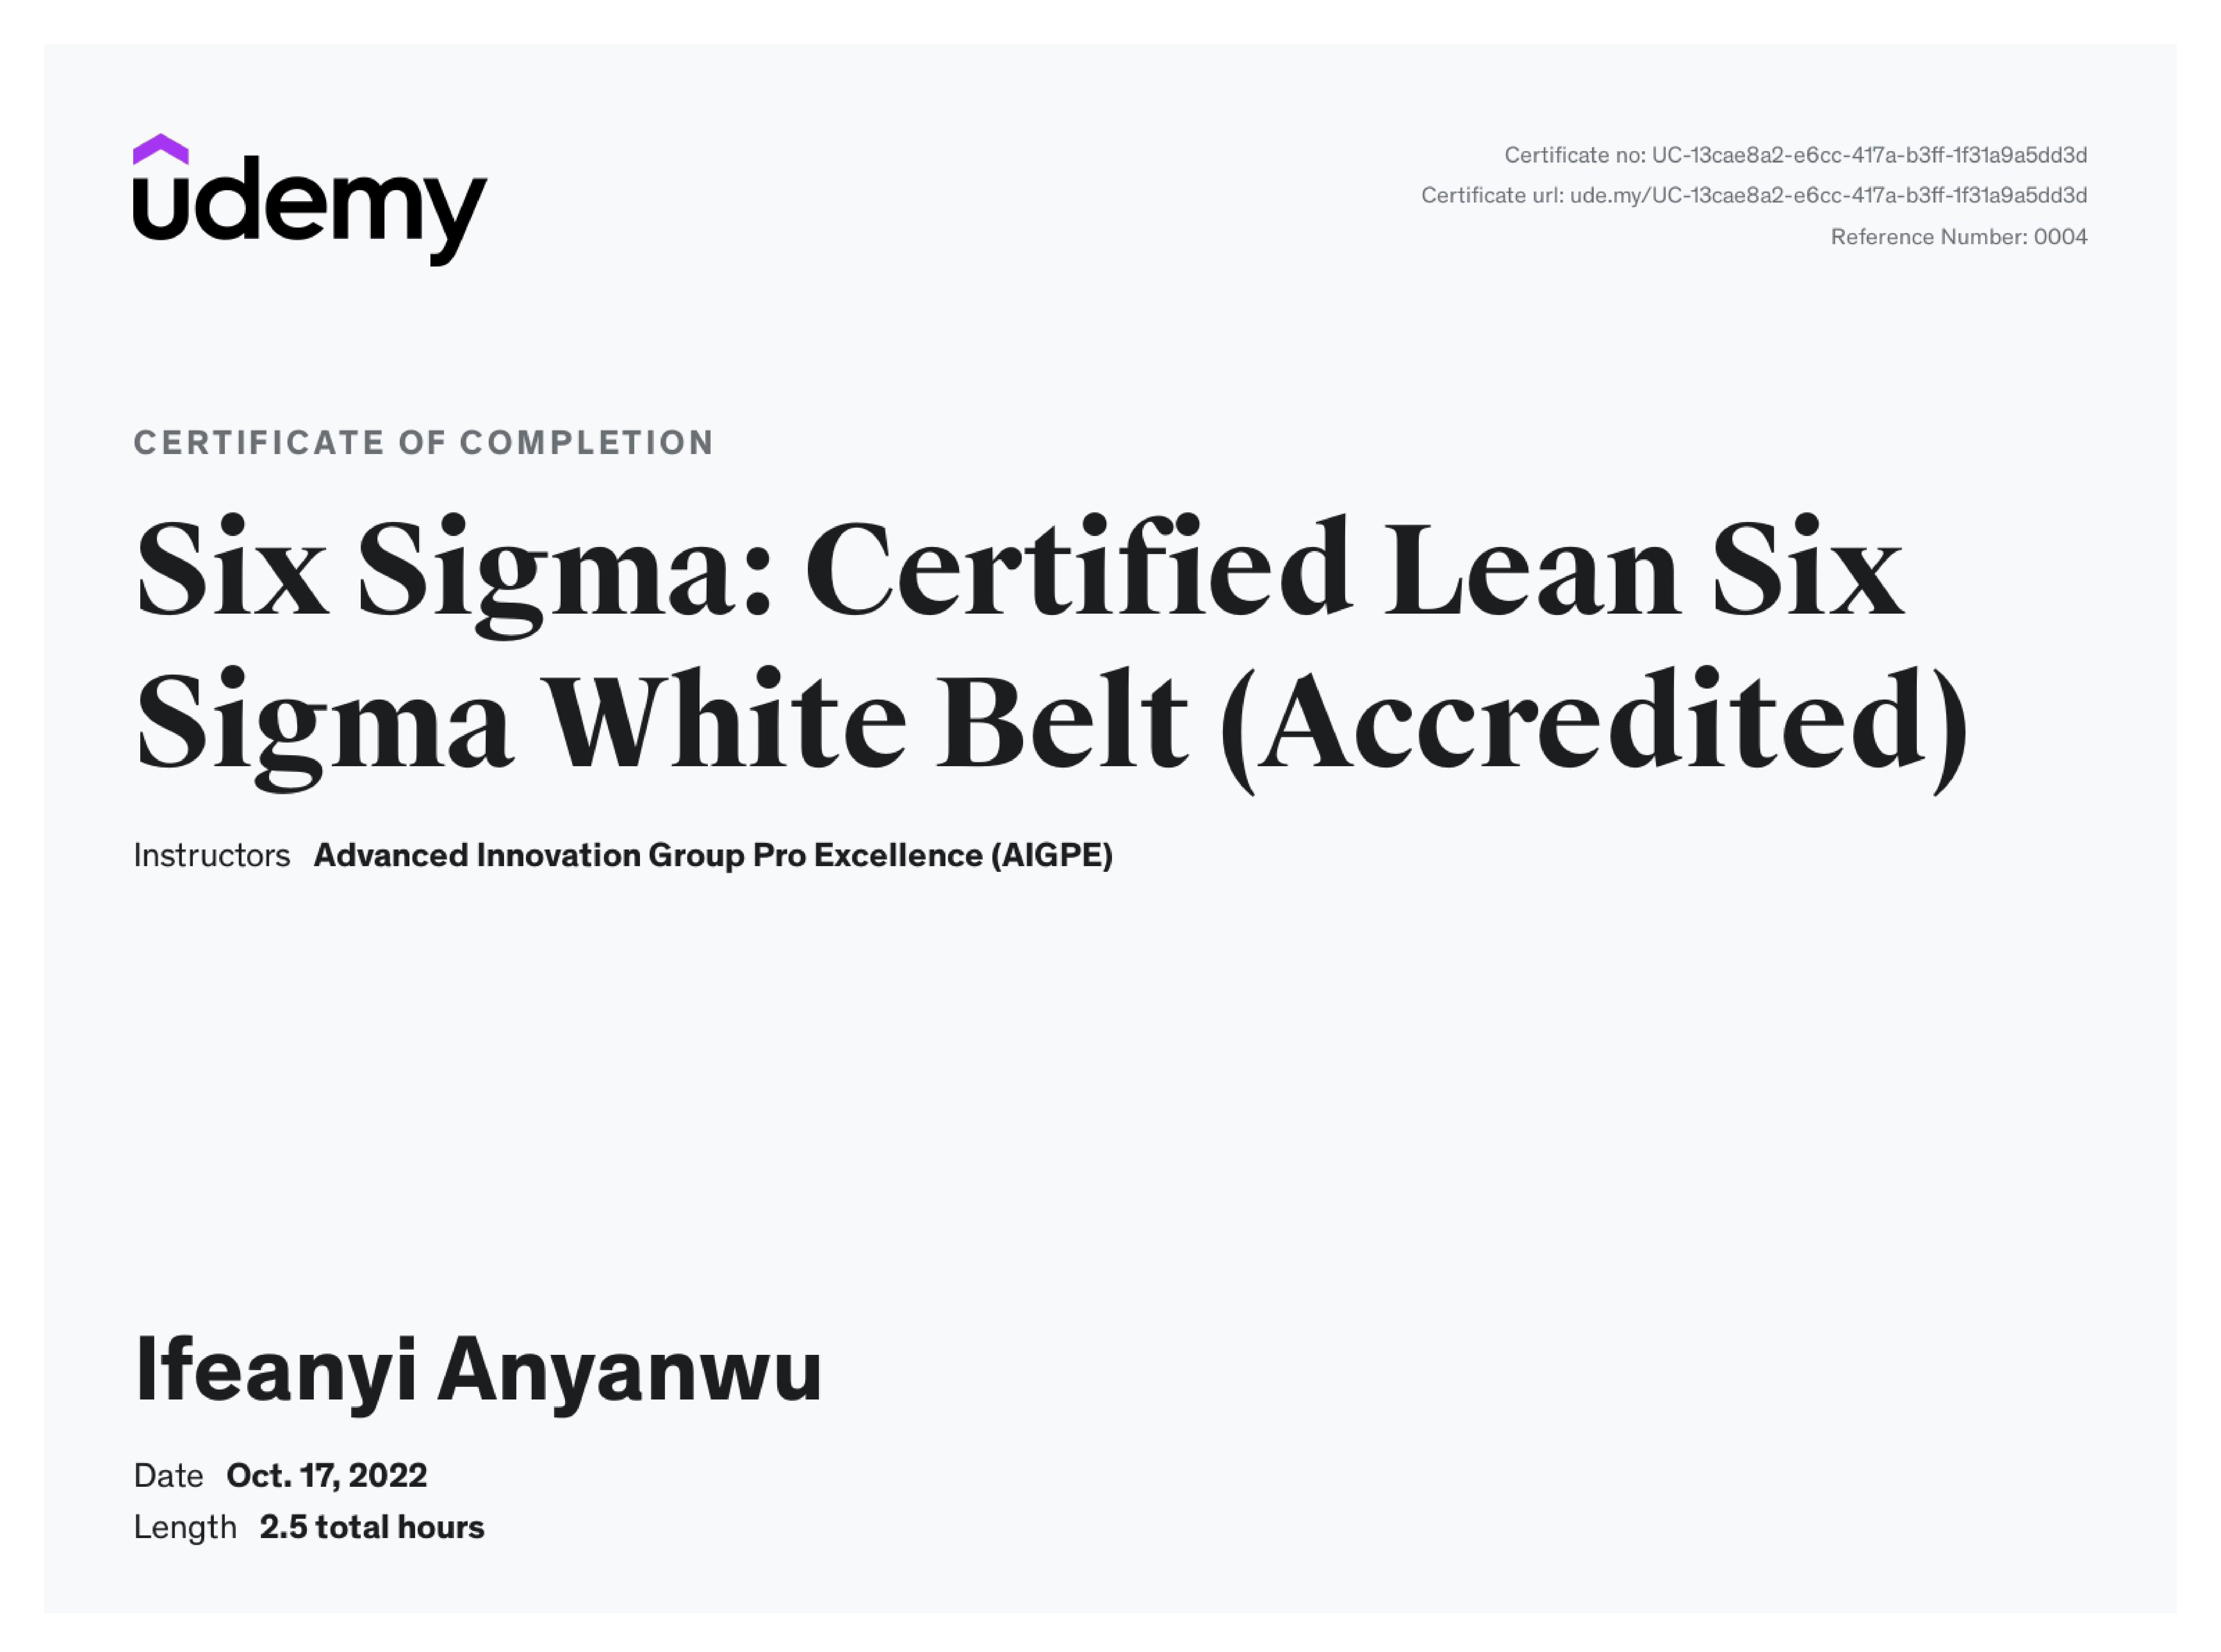 udemy
Certificate no: UC-13cae8a2-e6cc-417a-b3ff-1f31a9a5dd3d
Certificate url: ude.my/UC-13cae8a2-e6cc-417a-b3ff-1f31a9a5dd3d
Reference Number: 0004
CERTIFICATE OF COMPLETION
Six Sigma: Certified Lean Six
Sigma White Belt (Accredited)
Instructors Advanced Innovation Group Pro Excellence (AIGPE)
Ifeanyi Anyanwu
Date Oct. 17, 2022
Length 2.5 total hours